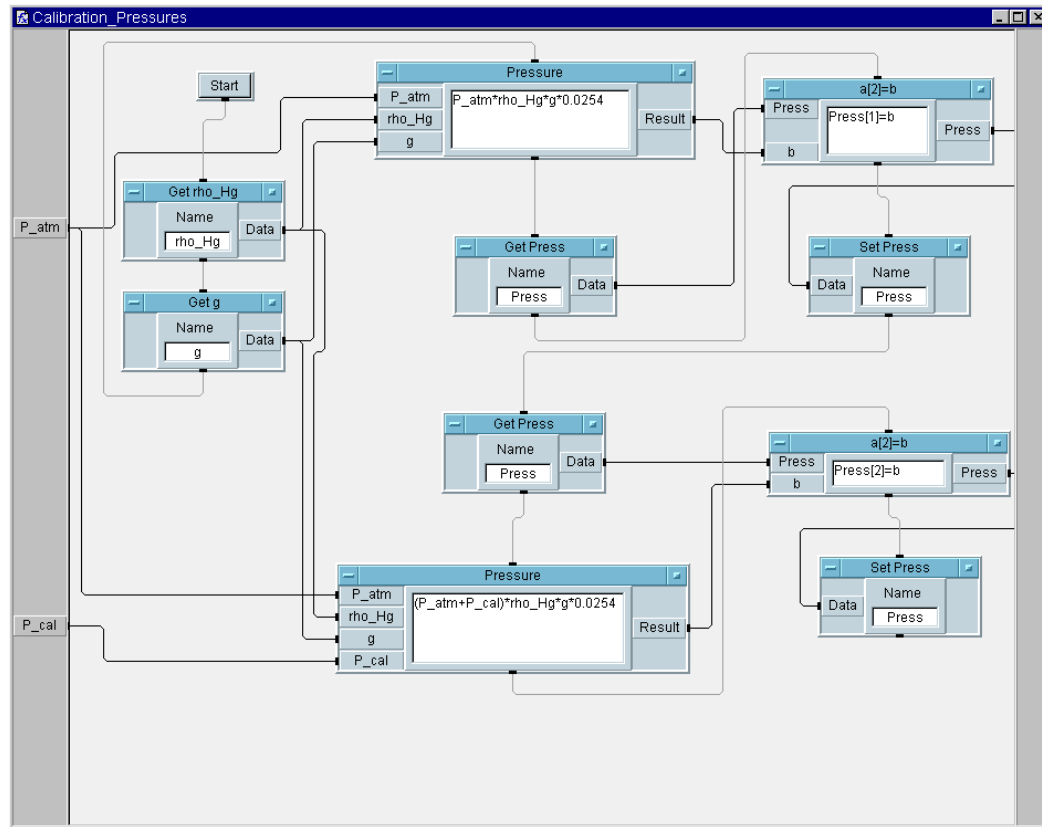 Calibration_Pressures
Start
Pressure
P_atm
rho_Hg
g
P_atm*rho_Hg*g*0.0254
Result
a[2]=b
Press
b
Press[1]=b
Press
Get rho_Hg
Name
rho_Hg
Data
P_atm
Get Press
Name
Press
Data
Set Press
Data
Name
Press
Get g
Name
g
Data
Get Press
Name
Press
Data
a[2]=b
Press
b
Press[2]=b
Press
Pressure
P_atm
rho_Hg
g
P_cal
(P_atm+P_cal)*rho_Hg*g*0.0254
Result
Set Press
Data
Name
Press
P_cal